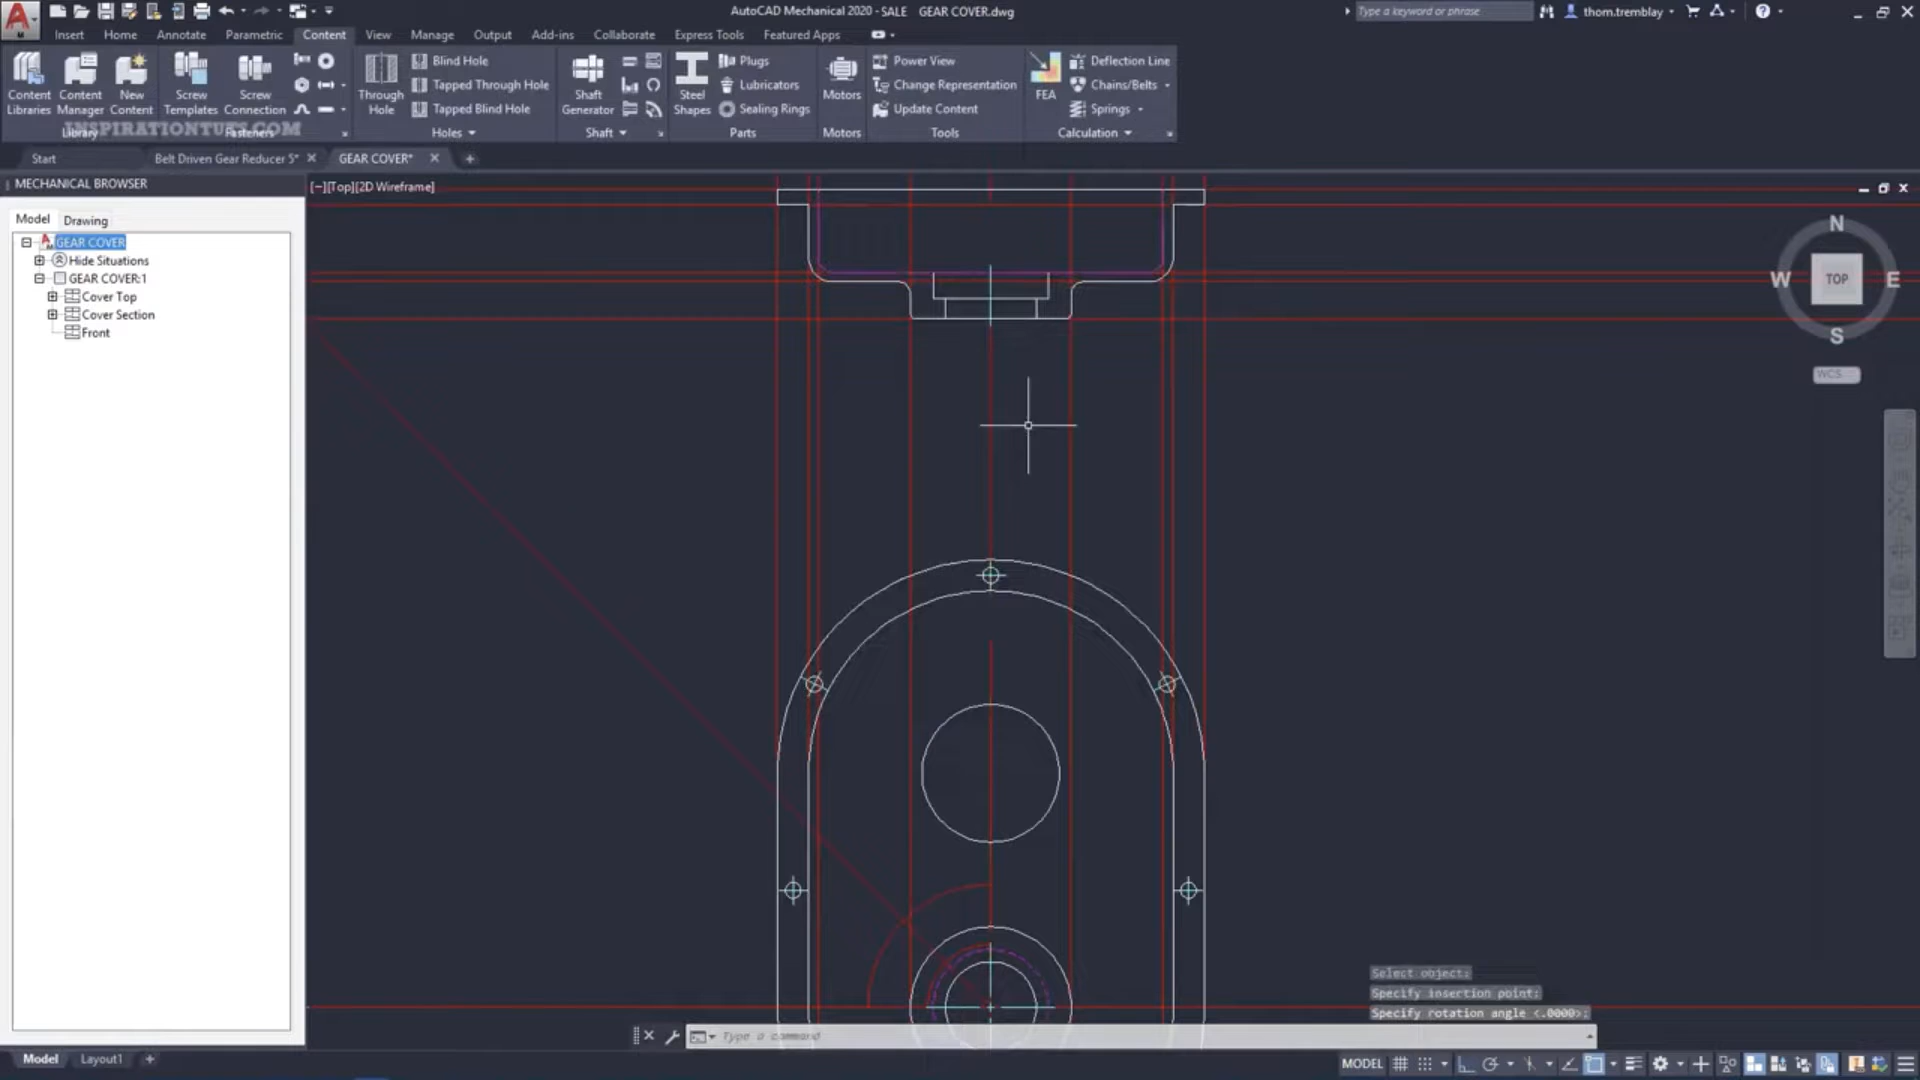 AutoCAD Mechanical 2020 - SALE GEAR COVER.dwg
Type a keyword or phrase
thom.tremblay
Insert Home Annotate Parametric Content View Manage Output Add-ins Collaborate Express Tools Featured Apps
Content Libraries
Content Manager
New Content
Library
INSPIRATIONTUTS.COM
Screw Templates
Screw Connection
Fasteners
Through Hole
Blind Hole
Tapped Through Hole
Tapped Blind Hole
Holes
Shaft Generator
Shaft
Steel Shapes
Plugs
Lubricators
Sealing Rings
Parts
Motors
Motors
Power View
Change Representation
Update Content
Tools
FEA
Deflection Line
Chains/Belts
Springs
Calculation
Start
Belt Driven Gear Reducer 5*
GEAR COVER*
MECHANICAL BROWSER
Model Drawing
GEAR COVER
Hide Situations
GEAR COVER:1
Cover Top
Cover Section
Front
[−][Top][2D Wireframe]
N
W TOP E
S
WCS
Select object:
Specify insertion point:
Specify rotation angle <.0000>:
Type a command
Model Layout1
MODEL